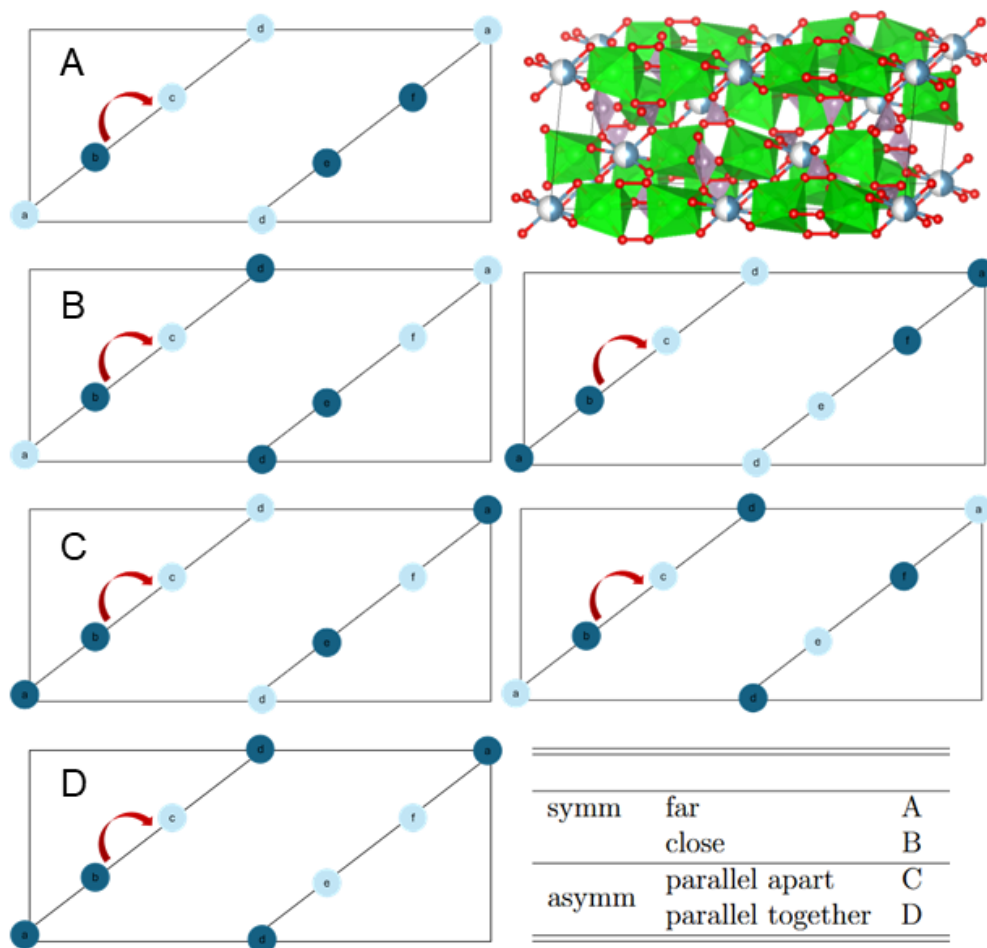 d a
A
c f
b e
a d
d a d a
B
c f c f
b e b e
a d a d
d a d a
C
c f c f
b e b e
a d a d
d a
D
c f
b e
a d
symm far A
close B
asymm parallel apart C
parallel together D